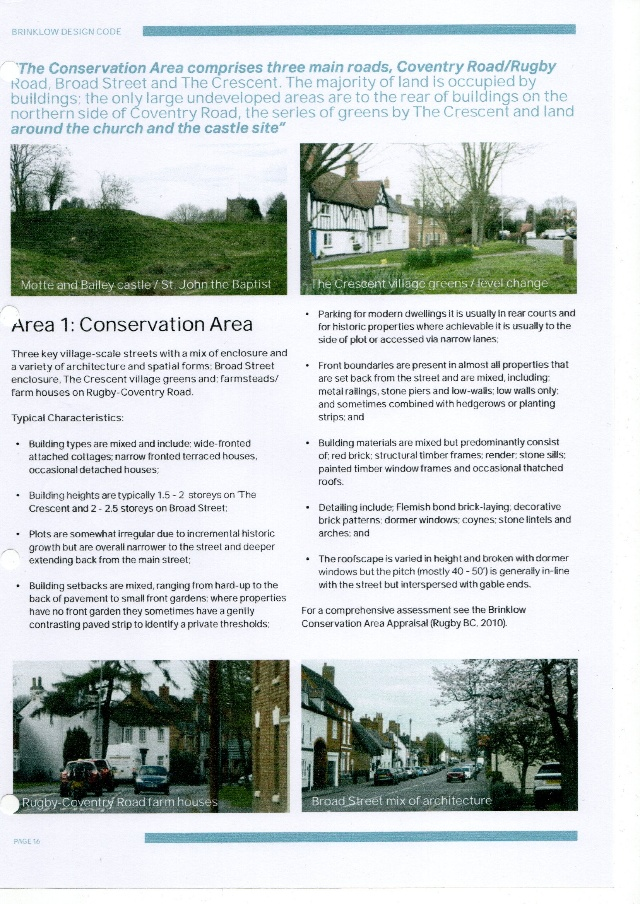 BRINKLOW DESIGN CODE
"The Conservation Area comprises three main roads, Coventry Road/Rugby
Road, Broad Street and The Crescent. The majority of land is occupied by
buildings; the only large undeveloped areas are to the rear of buildings on the
northern side of Coventry Road, the series of greens by The Crescent and land
around the church and the castle site"
Motte and Bailey castle / St. John the Baptist
The Crescent village greens / level change
Area 1: Conservation Area
Three key village-scale streets with a mix of enclosure and
a variety of architecture and spatial forms; Broad Street
enclosure, The Crescent village greens and; farmsteads/
farm houses on Rugby-Coventry Road.
Typical Characteristics:
• Building types are mixed and include; wide-fronted
attached cottages; narrow fronted terraced houses,
occasional detached houses;
• Building heights are typically 1.5 - 2 storeys on 'The
Crescent and 2 - 2.5 storeys on Broad Street;
• Plots are somewhat irregular due to incremental historic
growth but are overall narrower to the street and deeper
extending back from the main street;
• Building setbacks are mixed, ranging from hard-up to the
back of pavement to small front gardens; where properties
have no front garden they sometimes have a gently
contrasting paved strip to identify a private thresholds;
• Parking for modern dwellings it is usually in rear courts and
for historic properties where achievable it is usually to the
side of plot or accessed via narrow lanes;
• Front boundaries are present in almost all properties that
are set back from the street and are mixed, including;
metal railings, stone piers and low-walls; low walls only;
and sometimes combined with hedgerows or planting
strips; and
• Building materials are mixed but predominantly consist
of; red brick; structural timber frames; render; stone sills;
painted timber window frames and occasional thatched
roofs.
• Detailing include; Flemish bond brick-laying; decorative
brick patterns; dormer windows; coynes; stone lintels and
arches; and
• The roofscape is varied in height and broken with dormer
windows but the pitch (mostly 40 - 50') is generally in-line
with the street but interspersed with gable ends.
For a comprehensive assessment see the Brinklow
Conservation Area Appraisal (Rugby BC, 2010).
Rugby-Coventry Road farm houses
Broad Street mix of architecture
PAGE 16